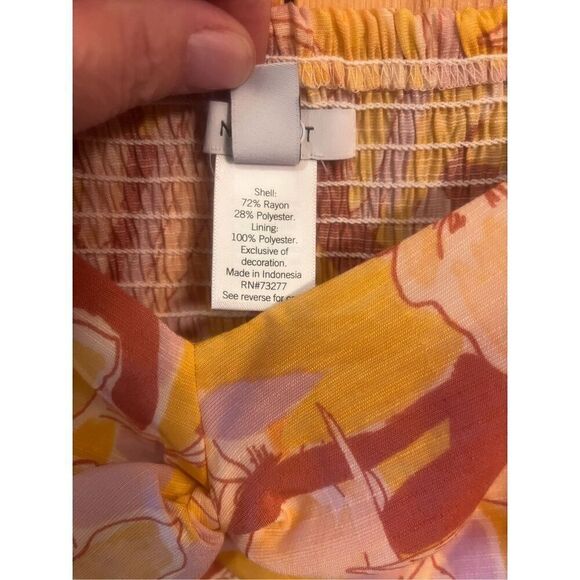 Shell:
72% Rayon
28% Polyester.
Lining:
100% Polyester.
Exclusive of
decoration.
Made in Indonesia
RN#73277
See reverse for